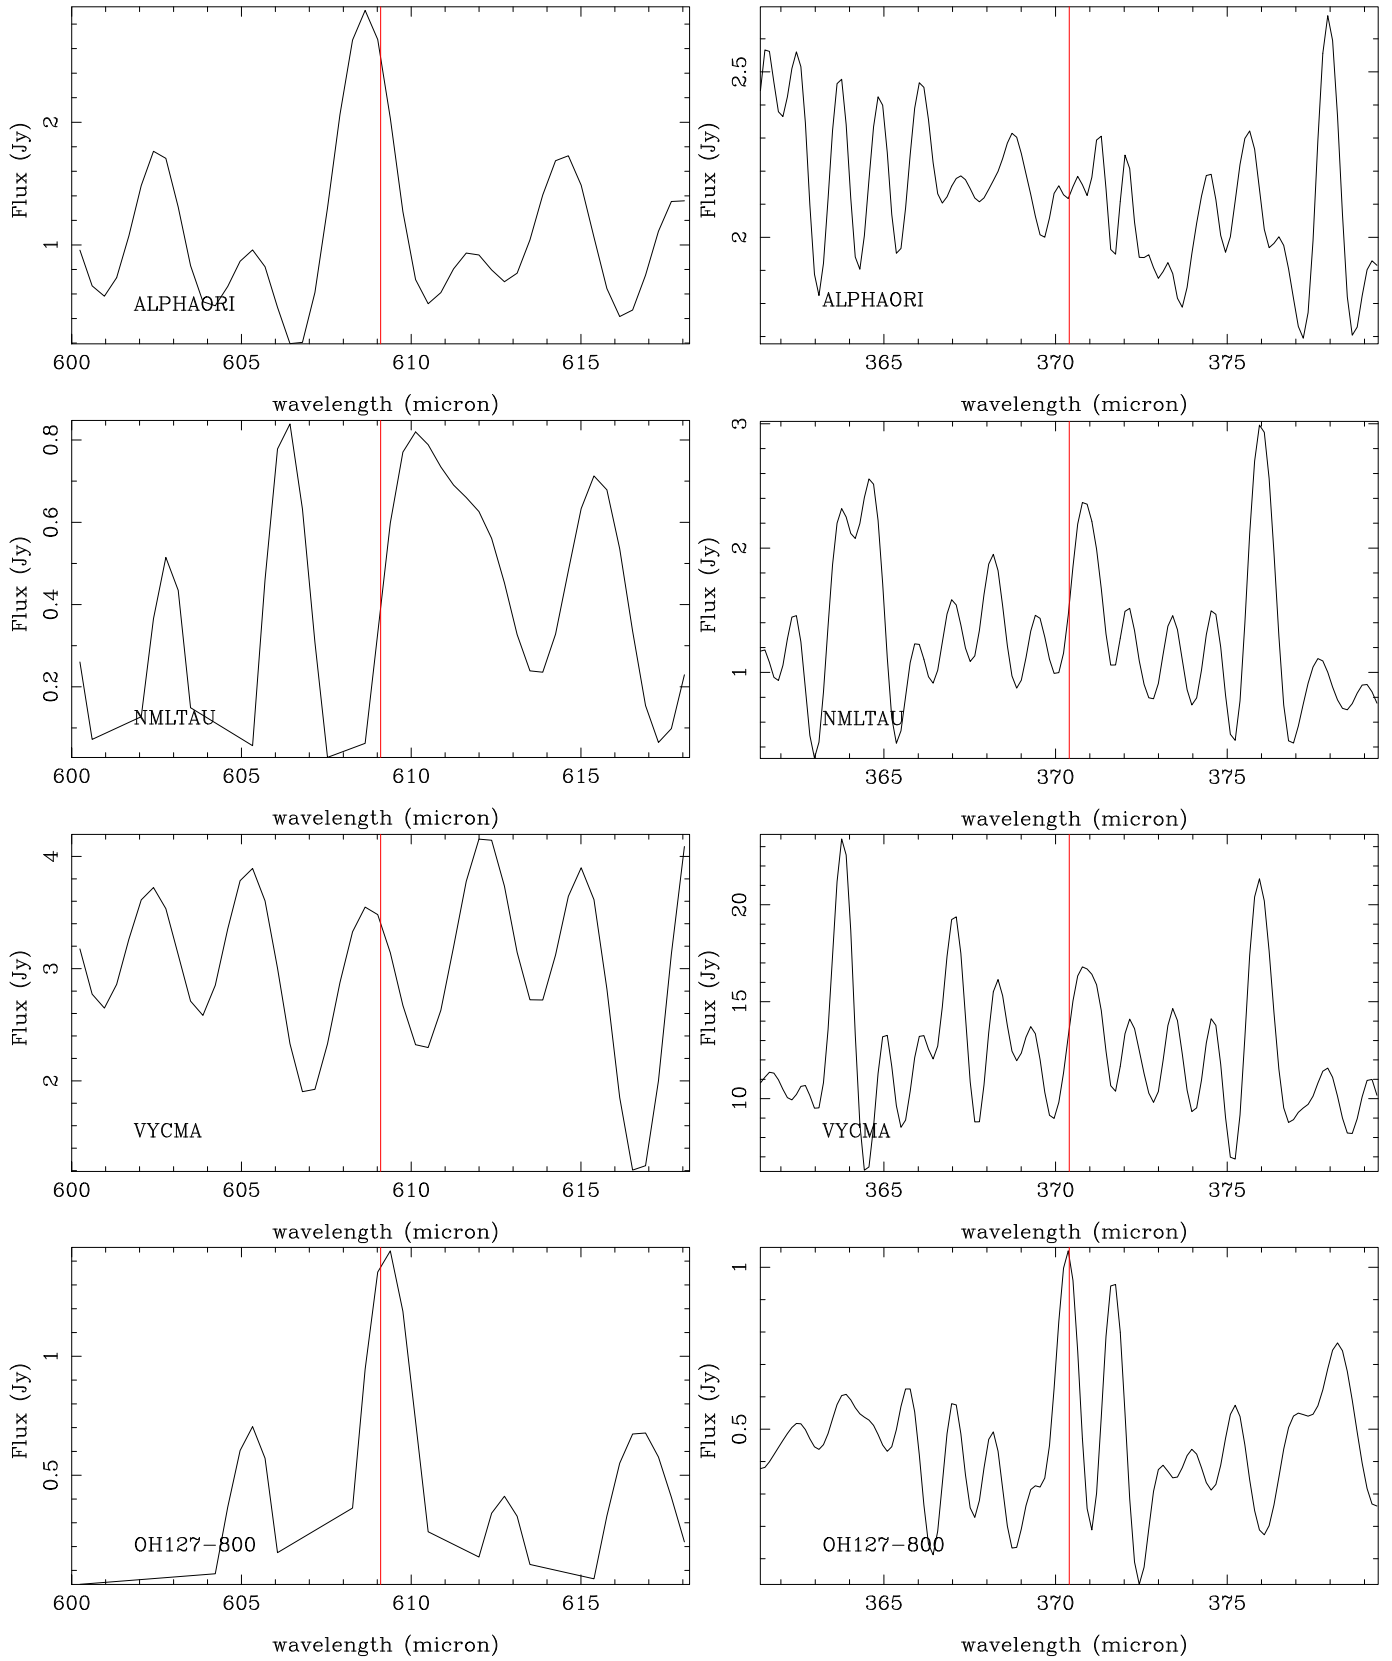 Flux (Jy)
2
1
ALPHAORI
600 605 610 615
wavelength (micron)
Flux (Jy)
2.5
2
ALPHAORI
365 370 375
wavelength (micron)
Flux (Jy)
0.8
0.6
0.4
0.2
NMLTAU
600 605 610 615
wavelength (micron)
Flux (Jy)
3
2
1
NMLTAU
365 370 375
wavelength (micron)
Flux (Jy)
4
3
2
VYCMA
600 605 610 615
wavelength (micron)
Flux (Jy)
20
15
10
VYCMA
365 370 375
wavelength (micron)
Flux (Jy)
1
0.5
OH127-800
600 605 610 615
wavelength (micron)
Flux (Jy)
1
0.5
OH127-800
365 370 375
wavelength (micron)